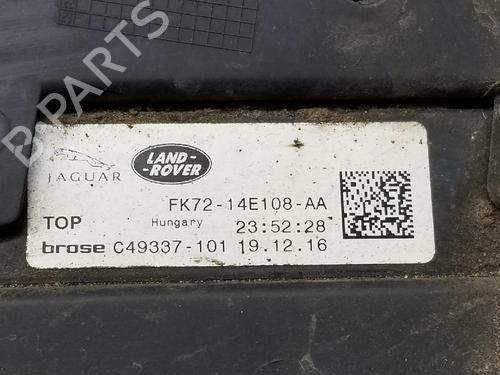 B-PARTS
JAGUAR
LAND-
-ROVER
FK72-14E108-AA
TOP
Hungary
23:52:28
brose C49337-101 19.12.16